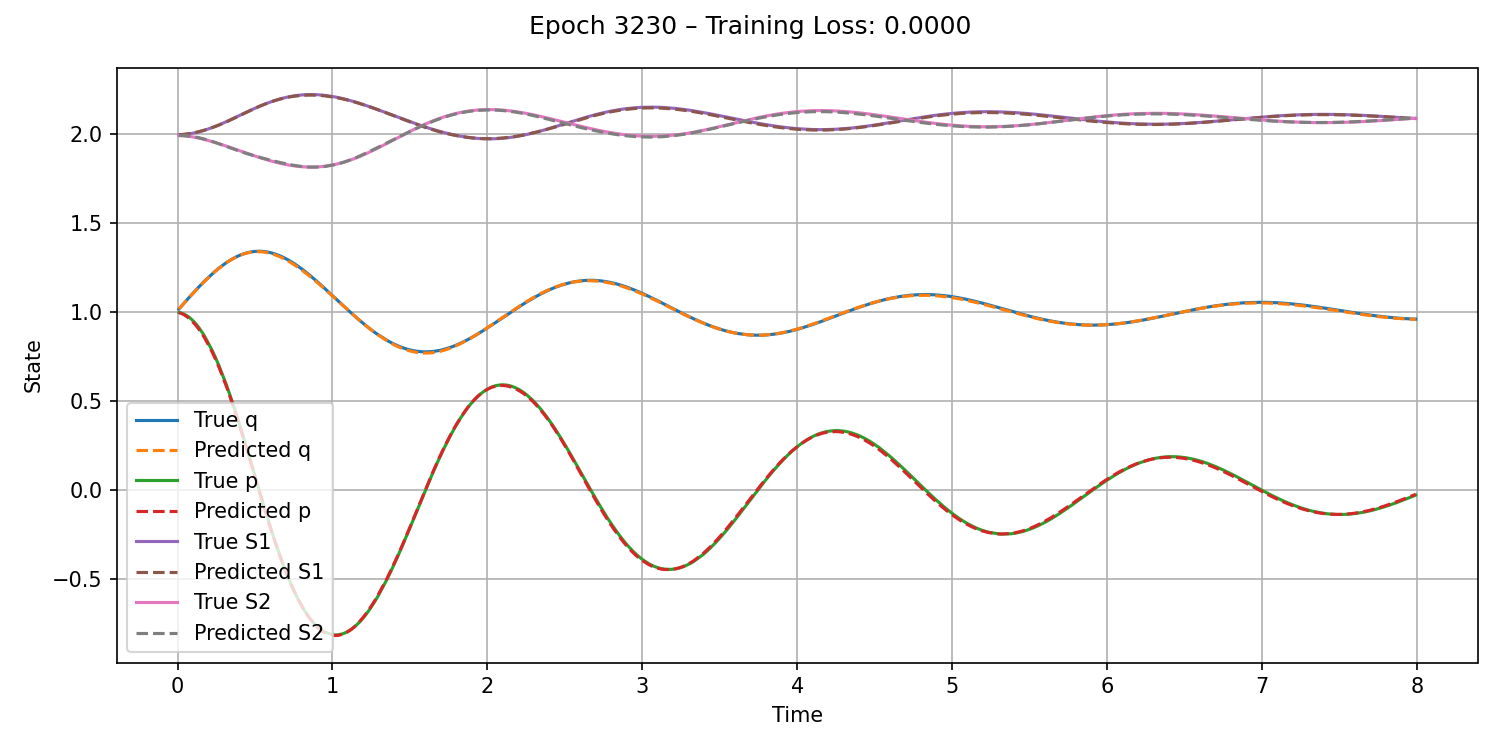 Epoch 3230 – Training Loss: 0.0000
2.0
1.5
1.0
0.5
0.0
−0.5
State
True q
Predicted q
True p
Predicted p
True S1
Predicted S1
True S2
Predicted S2
0 1 2 3 4 5 6 7 8
Time